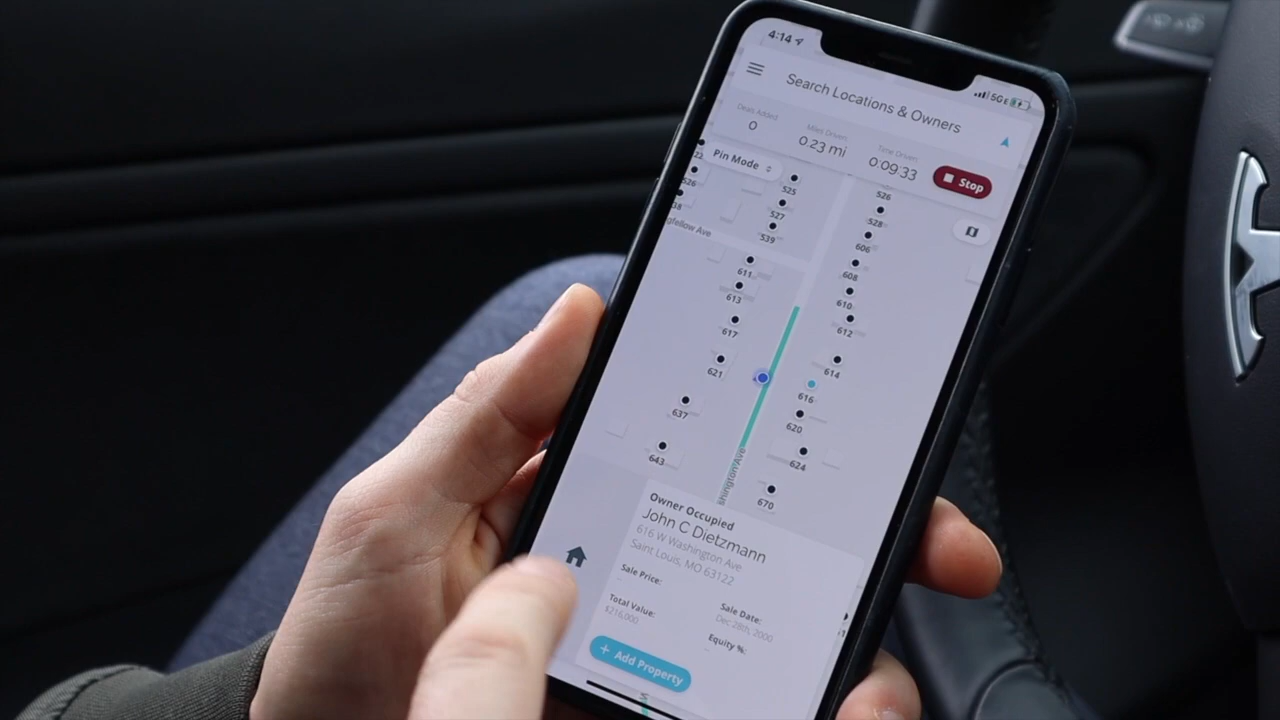 4:14
5GE
Search Locations & Owners
Deals Added
Miles Driven
Time Driven
0
0.23 mi
0:09:33
Stop
Pin Mode
525
526
526
527
528
539
606
611
608
613
610
617
612
621
614
616
637
620
643
624
670
Owner Occupied
John C Dietzmann
616 W Washington Ave
Saint Louis, MO 63122
Sale Price:
Total Value:
$216,000
Sale Date:
Dec 28th, 2000
Equity %:
+ Add Property